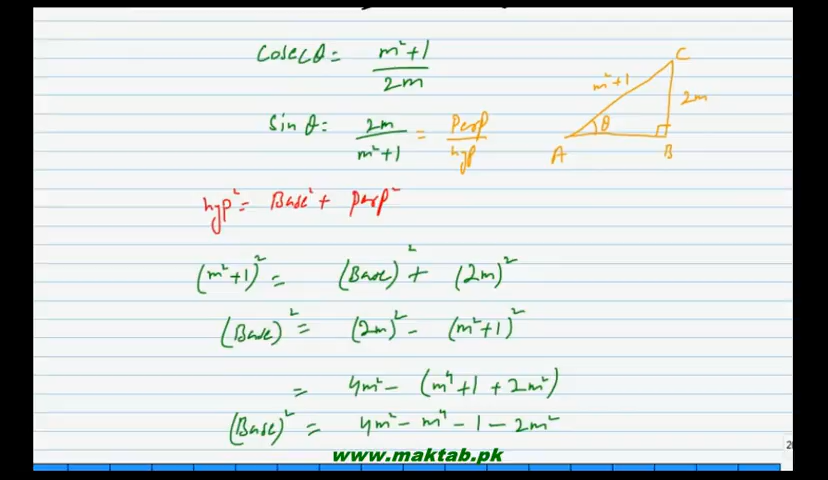 cosecθ = m²+1 / 2m
sinθ = 2m / m²+1 = Perp / hyp
C
m²+1
2m
θ
A
B
hyp² = Base² + perp²
(m²+1)² = (Base)² + (2m)²
(Base)² = (2m)² - (m²+1)²
= 4m² - (m⁴+1+2m²)
(Base)² = 4m² - m⁴ - 1 - 2m²
www.maktab.pk